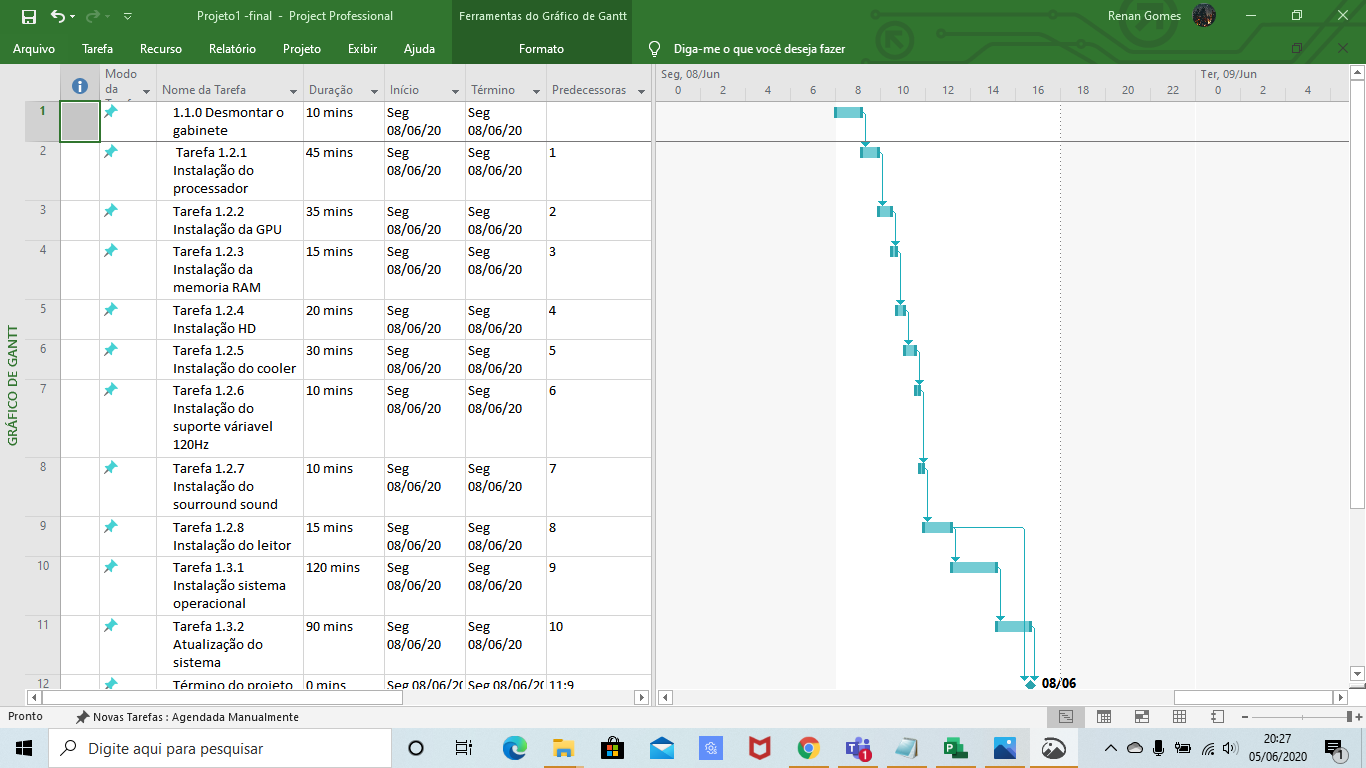 Projeto1 -final - Project Professional
Ferramentas do Gráfico de Gantt
Renan Gomes
Arquivo Tarefa Recurso Relatório Projeto Exibir Ajuda Formato Diga-me o que você deseja fazer
Modo
da
Nome da Tarefa Duração Início Término Predecessoras
Seg, 08/Jun Ter, 09/Jun
0 2 4 6 8 10 12 14 16 18 20 22 0 2 4
GRÁFICO DE GANTT
1 1.1.0 Desmontar o 10 mins Seg Seg
gabinete 08/06/20 08/06/20
2 Tarefa 1.2.1 45 mins Seg Seg 1
Instalação do 08/06/20 08/06/20
processador
3 Tarefa 1.2.2 35 mins Seg Seg 2
Instalação da GPU 08/06/20 08/06/20
4 Tarefa 1.2.3 15 mins Seg Seg 3
Instalação da 08/06/20 08/06/20
memoria RAM
5 Tarefa 1.2.4 20 mins Seg Seg 4
Instalação HD 08/06/20 08/06/20
6 Tarefa 1.2.5 30 mins Seg Seg 5
Instalação do cooler 08/06/20 08/06/20
7 Tarefa 1.2.6 10 mins Seg Seg 6
Instalação do 08/06/20 08/06/20
suporte váriavel
120Hz
8 Tarefa 1.2.7 10 mins Seg Seg 7
Instalação do 08/06/20 08/06/20
sourround sound
9 Tarefa 1.2.8 15 mins Seg Seg 8
Instalação do leitor 08/06/20 08/06/20
10 Tarefa 1.3.1 120 mins Seg Seg 9
Instalação sistema 08/06/20 08/06/20
operacional
11 Tarefa 1.3.2 90 mins Seg Seg 10
Atualização do 08/06/20 08/06/20
sistema
12 Término do projeto 0 mins Seg 08/06/20 Seg 08/06/20 11;9
08/06
Pronto Novas Tarefas : Agendada Manualmente
Digite aqui para pesquisar
1
20:27
05/06/2020
1